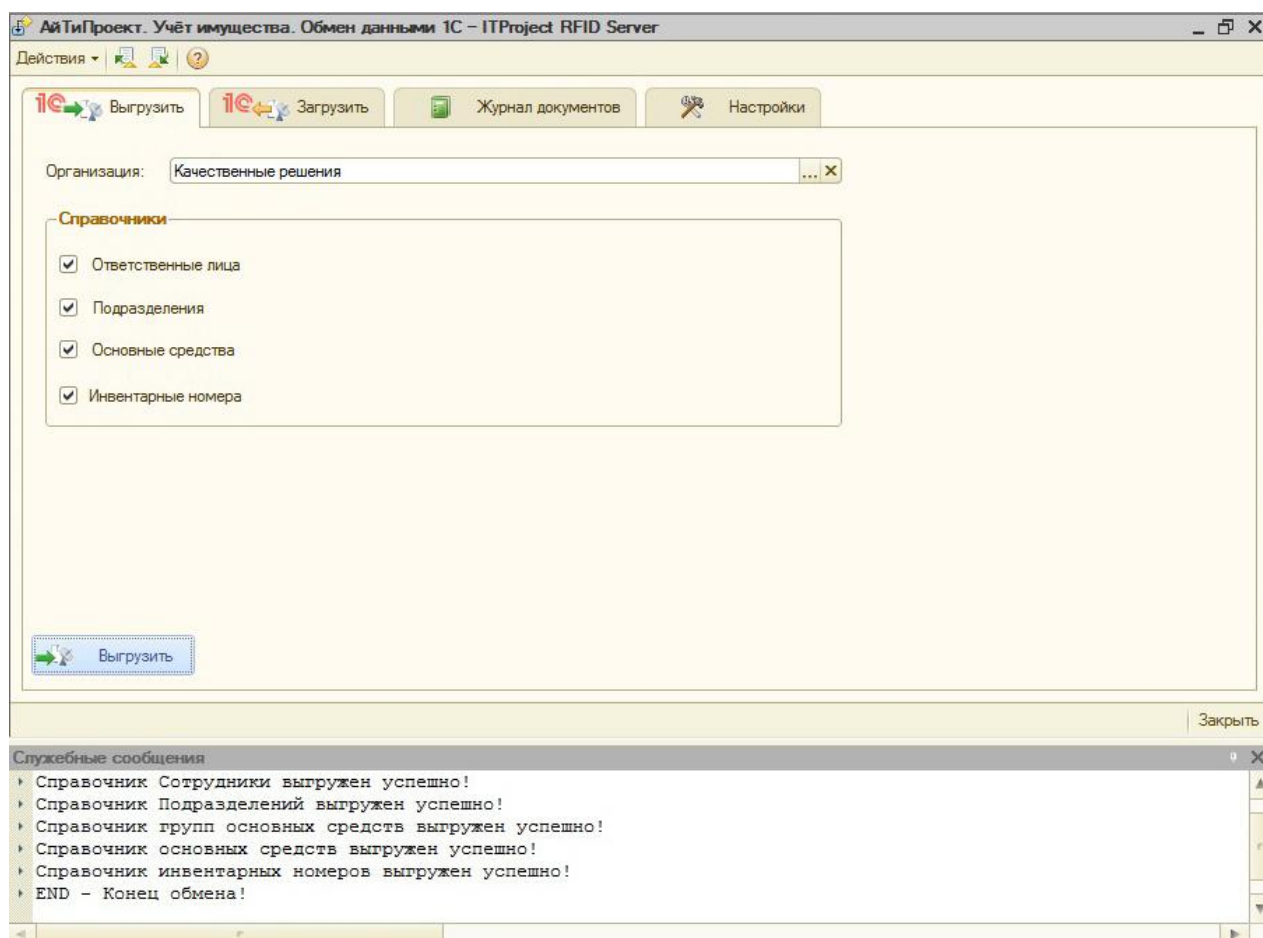 АйТиПроект. Учёт имущества. Обмен данными 1С – ITProject RFID Server
Действия
1С Выгрузить
1С Загрузить
Журнал документов
Настройки
Организация: Качественные решения ...
Справочники
Ответственные лица
Подразделения
Основные средства
Инвентарные номера
Выгрузить
Закрыть
Служебные сообщения
Справочник Сотрудники выгружен успешно!
Справочник Подразделений выгружен успешно!
Справочник групп основных средств выгружен успешно!
Справочник основных средств выгружен успешно!
Справочник инвентарных номеров выгружен успешно!
END – Конец обмена!